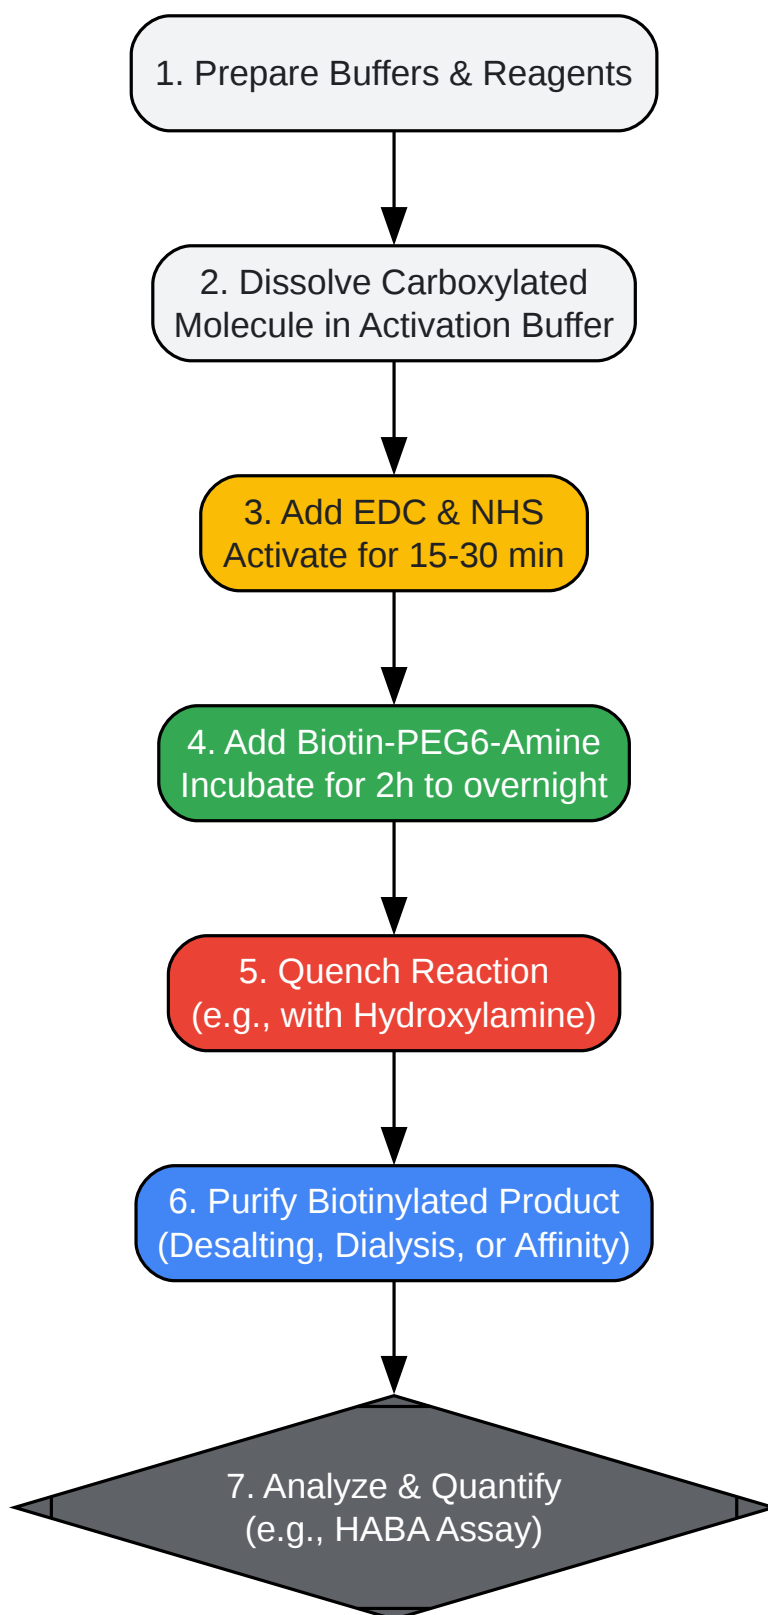 1. Prepare Buffers & Reagents
2. Dissolve Carboxylated
Molecule in Activation Buffer
3. Add EDC & NHS
Activate for 15-30 min
4. Add Biotin-PEG6-Amine
Incubate for 2h to overnight
5. Quench Reaction
(e.g., with Hydroxylamine)
6. Purify Biotinylated Product
(Desalting, Dialysis, or Affinity)
7. Analyze & Quantify
(e.g., HABA Assay)